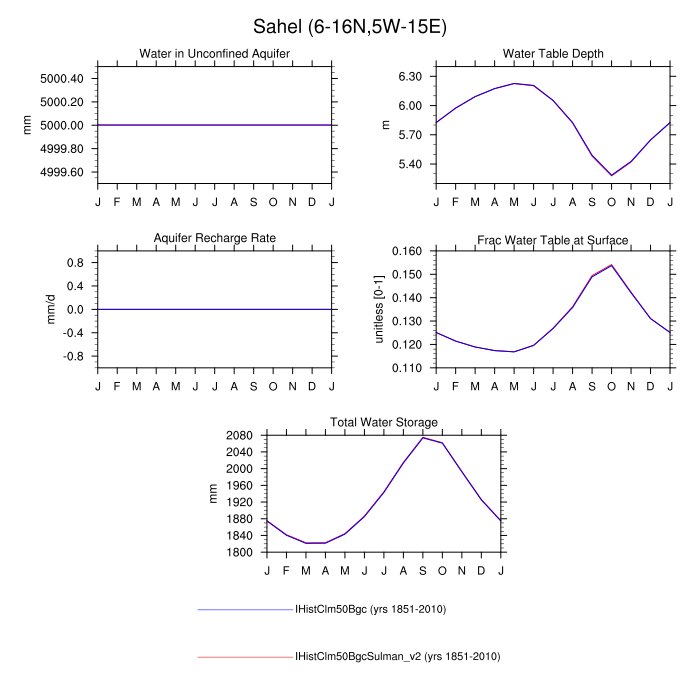 Sahel (6-16N,5W-15E)
Water in Unconfined Aquifer
5000.40
5000.20
5000.00
4999.80
4999.60
mm
J F M A M J J A S O N D J
Water Table Depth
6.30
6.00
5.70
5.40
m
J F M A M J J A S O N D J
Aquifer Recharge Rate
0.8
0.4
0.0
-0.4
-0.8
mm/d
J F M A M J J A S O N D J
Frac Water Table at Surface
0.160
0.150
0.140
0.130
0.120
0.110
unitless [0-1]
J F M A M J J A S O N D J
Total Water Storage
2080
2040
2000
1960
1920
1880
1840
1800
mm
J F M A M J J A S O N D J
IHistClm50Bgc (yrs 1851-2010)
IHistClm50BgcSulman_v2 (yrs 1851-2010)